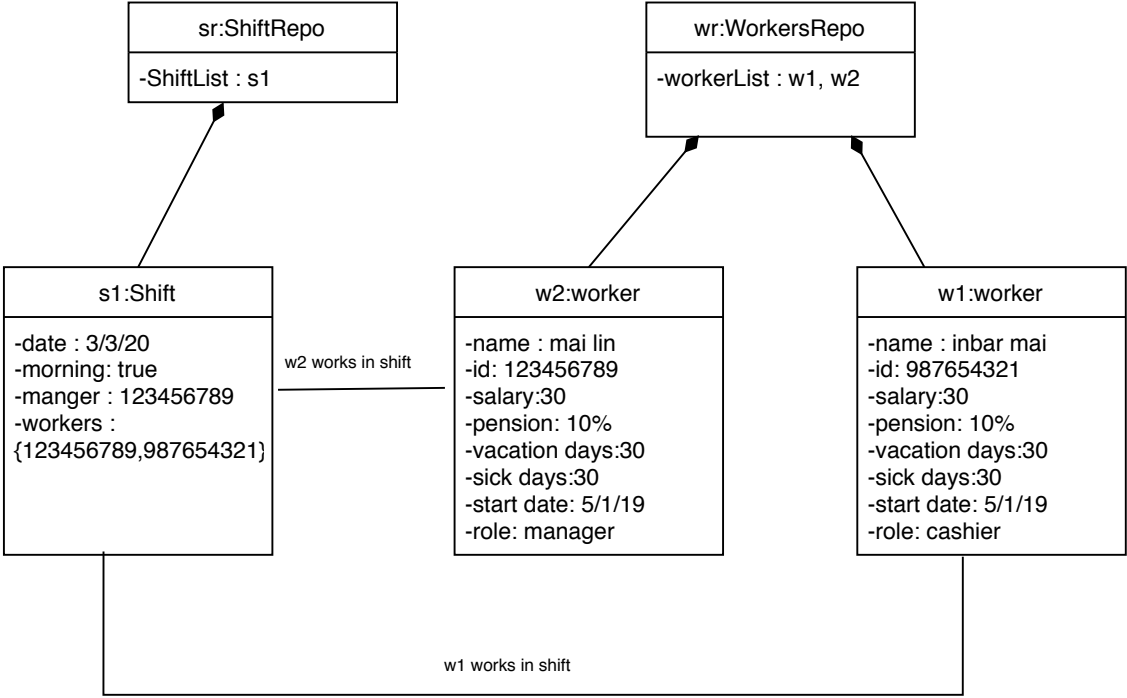 sr:ShiftRepo
-ShiftList : s1
wr:WorkersRepo
-workerList : w1, w2
s1:Shift
-date : 3/3/20
-morning: true
-manger : 123456789
-workers :
{123456789,987654321}
w2 works in shift
w2:worker
-name : mai lin
-id: 123456789
-salary:30
-pension: 10%
-vacation days:30
-sick days:30
-start date: 5/1/19
-role: manager
w1:worker
-name : inbar mai
-id: 987654321
-salary:30
-pension: 10%
-vacation days:30
-sick days:30
-start date: 5/1/19
-role: cashier
w1 works in shift